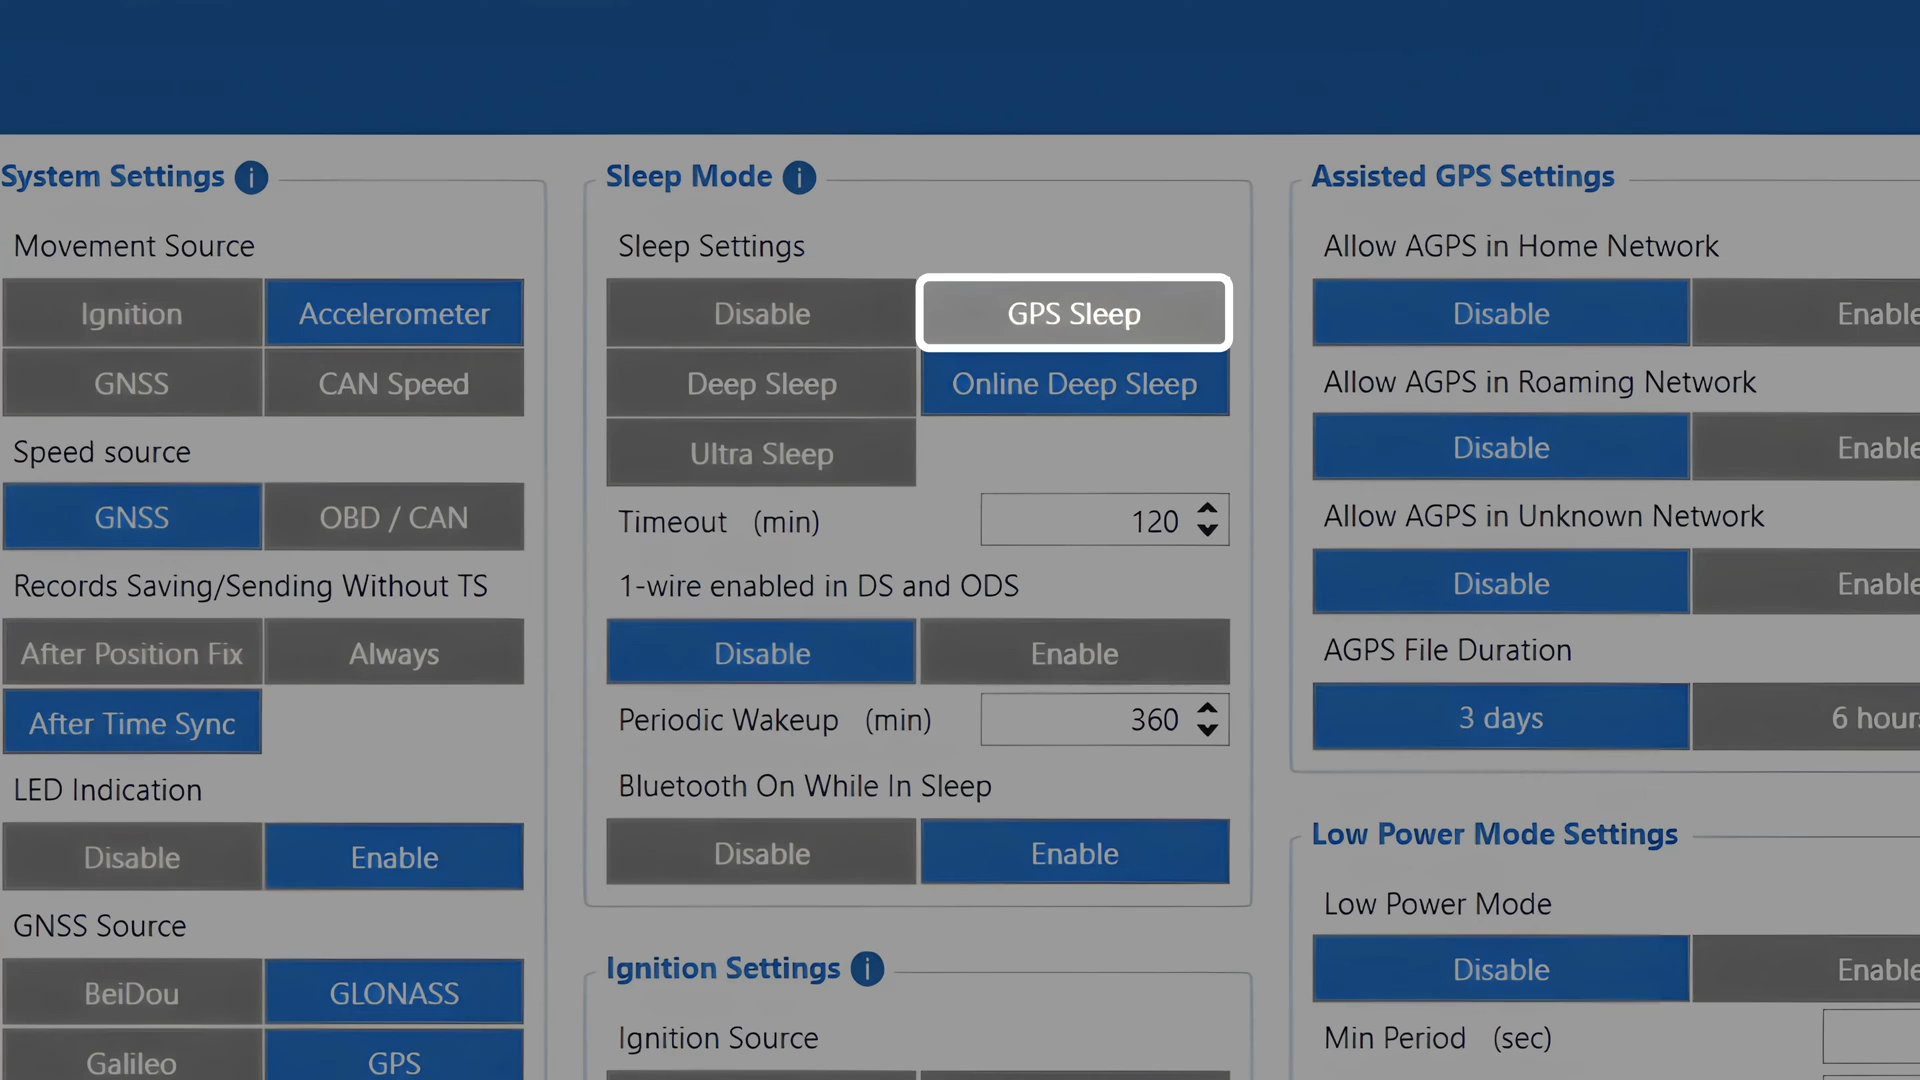 System Settings i
Movement Source
Ignition Accelerometer
GNSS CAN Speed
Speed source
GNSS OBD / CAN
Records Saving/Sending Without TS
After Position Fix Always
After Time Sync
LED Indication
Disable Enable
GNSS Source
BeiDou GLONASS
Galileo GPS
Sleep Mode i
Sleep Settings
Disable GPS Sleep
Deep Sleep Online Deep Sleep
Ultra Sleep
Timeout (min) 120
1-wire enabled in DS and ODS
Disable Enable
Periodic Wakeup (min) 360
Bluetooth On While In Sleep
Disable Enable
Ignition Settings i
Ignition Source
Assisted GPS Settings
Allow AGPS in Home Network
Disable Enable
Allow AGPS in Roaming Network
Disable Enable
Allow AGPS in Unknown Network
Disable Enable
AGPS File Duration
3 days 6 hours
Low Power Mode Settings
Low Power Mode
Disable Enable
Min Period (sec)